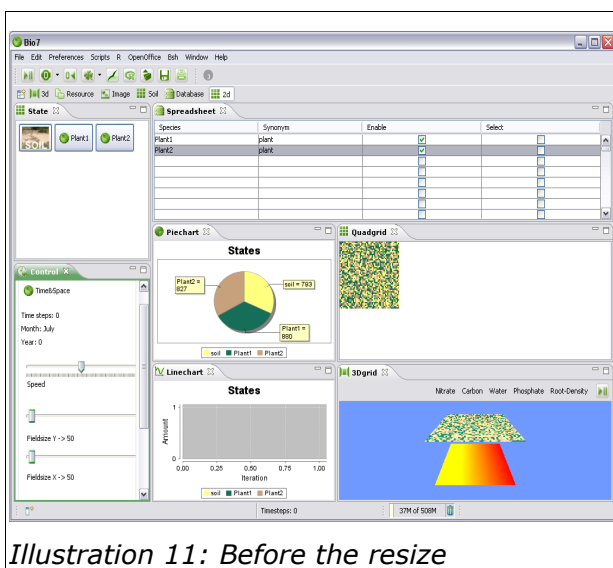 Bio7
File Edit Preferences Scripts R OpenOffice Bsh Window Help
3d Resource Image Soil Database 2d
State
SOIL Plant1 Plant2
Spreadsheet
Species Synonym Enable Select
Plant1 plant
Plant2 plant
Piechart
States
Plant2 =
827
soil = 793
Plant1 =
880
soil Plant1 Plant2
Quadgrid
Control
Time&Space
Time steps: 0
Month: July
Year: 0
Speed
Fieldsize Y -> 50
Fieldsize X -> 50
Linechart
States
Amount
1
0
0.00 0.25 0.50 0.75 1.00
Iteration
soil Plant1 Plant2
3Dgrid
Nitrate Carbon Water Phosphate Root-Density
Timesteps: 0
37M of 508M
Illustration 11: Before the resize